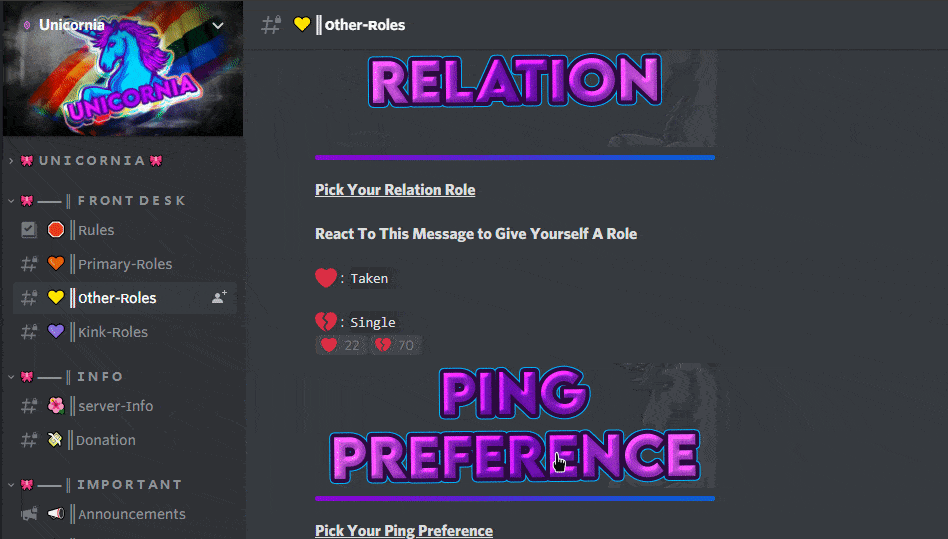 Unicornia
UNICORNIA
UNICORNIA
FRONT DESK
Rules
Primary-Roles
Other-Roles
Kink-Roles
INFO
server-Info
Donation
IMPORTANT
Announcements
Other-Roles
RELATION
Pick Your Relation Role
React To This Message to Give Yourself A Role
: Taken
: Single
22 70
PING
PREFERENCE
Pick Your Ping Preference